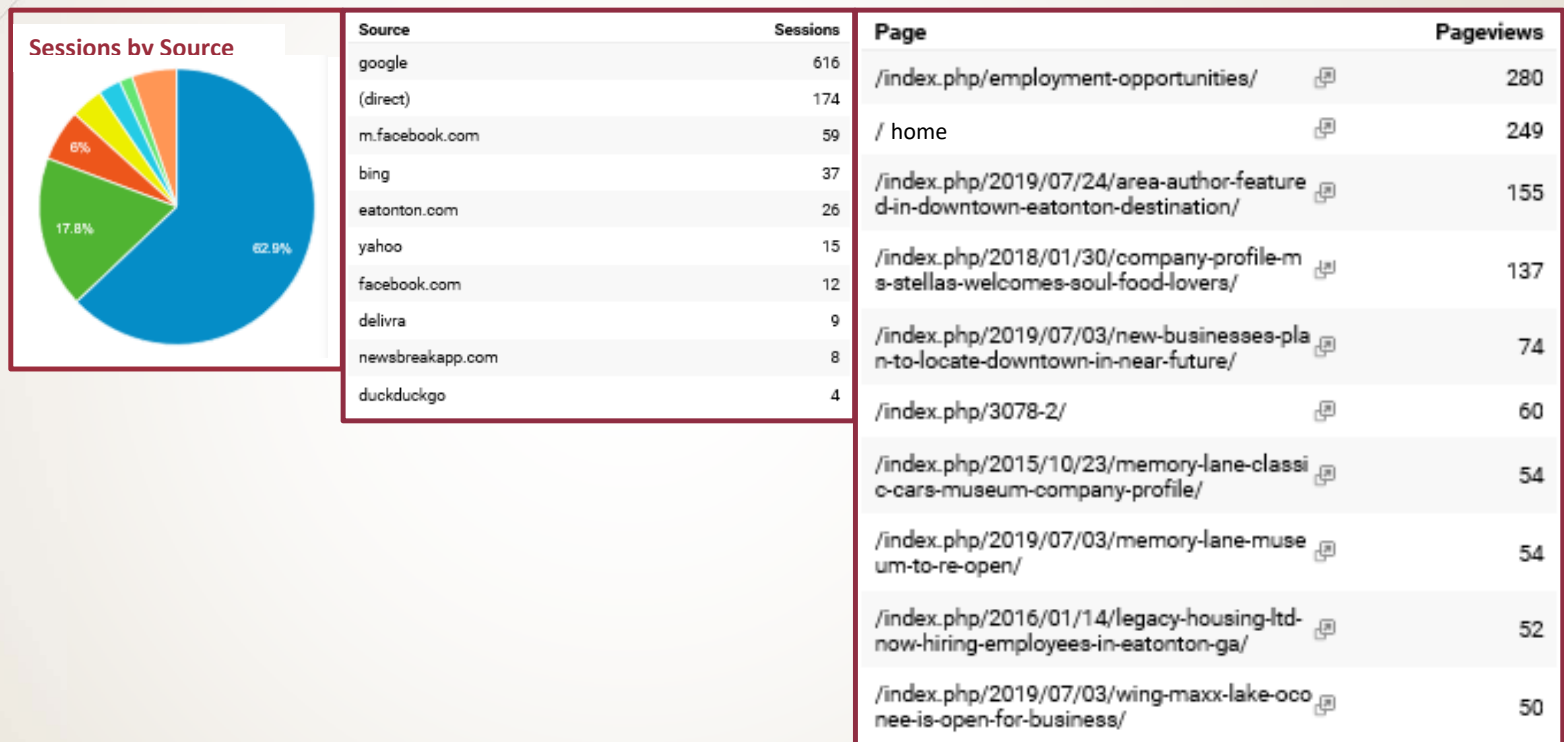 Sessions by Source
6%
17.8%
62.9%
Source Sessions
google 616
(direct) 174
m.facebook.com 59
bing 37
eatonton.com 26
yahoo 15
facebook.com 12
delivra 9
newsbreakapp.com 8
duckduckgo 4
Page Pageviews
/index.php/employment-opportunities/ 280
/ home 249
/index.php/2019/07/24/area-author-feature
d-in-downtown-eatonton-destination/ 155
/index.php/2018/01/30/company-profile-m
s-stellas-welcomes-soul-food-lovers/ 137
/index.php/2019/07/03/new-businesses-pla
n-to-locate-downtown-in-near-future/ 74
/index.php/3078-2/ 60
/index.php/2015/10/23/memory-lane-classi
c-cars-museum-company-profile/ 54
/index.php/2019/07/03/memory-lane-muse
um-to-re-open/ 54
/index.php/2016/01/14/legacy-housing-ltd-
now-hiring-employees-in-eatonton-ga/ 52
/index.php/2019/07/03/wing-maxx-lake-oco
nee-is-open-for-business/ 50